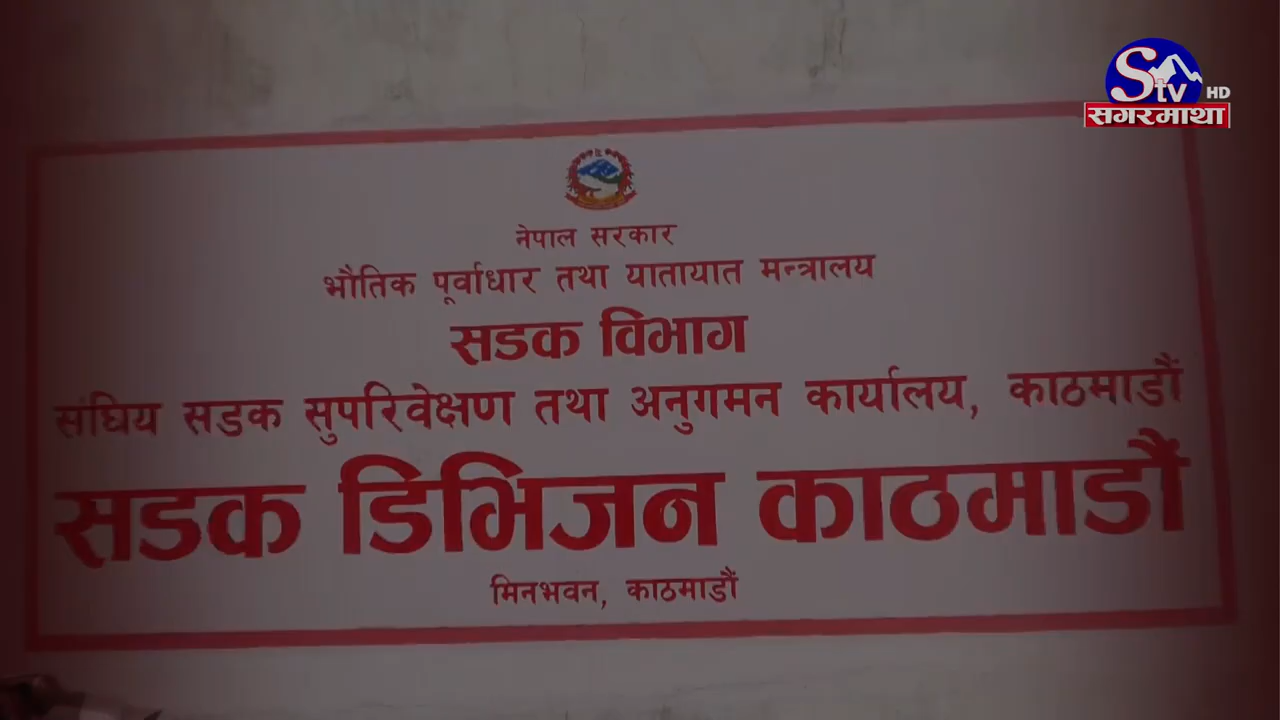 STV HD
सगरमाथा
नेपाल सरकार
भौतिक पूर्वाधार तथा यातायात मन्त्रालय
सडक विभाग
संघिय सडक सुपरिवेक्षण तथा अनुगमन कार्यालय, काठमाडौं
सडक डिभिजन काठमाडौं
मिनभवन, काठमाडौं